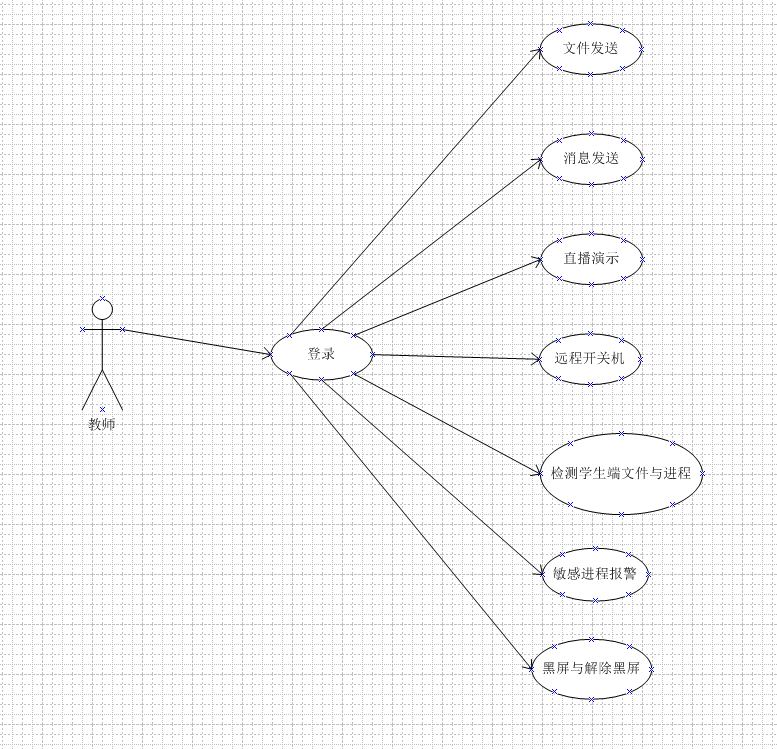 文件发送
消息发送
直播演示
远程开关机
登录
教师
检测学生端文件与进程
敏感进程报警
黑屏与解除黑屏